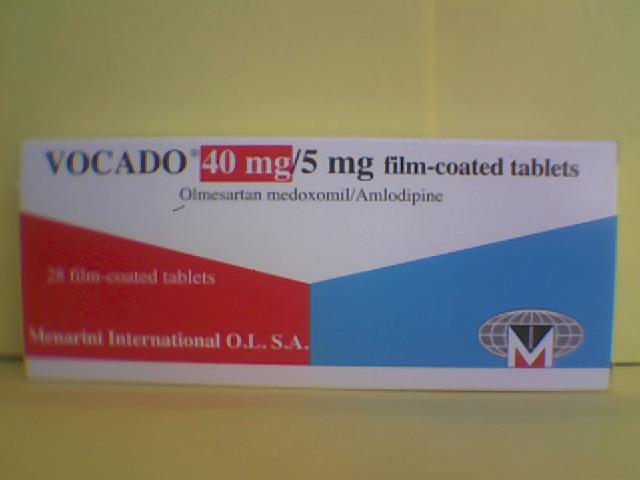 VOCADO® 40 mg/5 mg film-coated tablets
Olmesartan medoxomil/Amlodipine
28 film-coated tablets
Menarini International O.L. S.A.
M